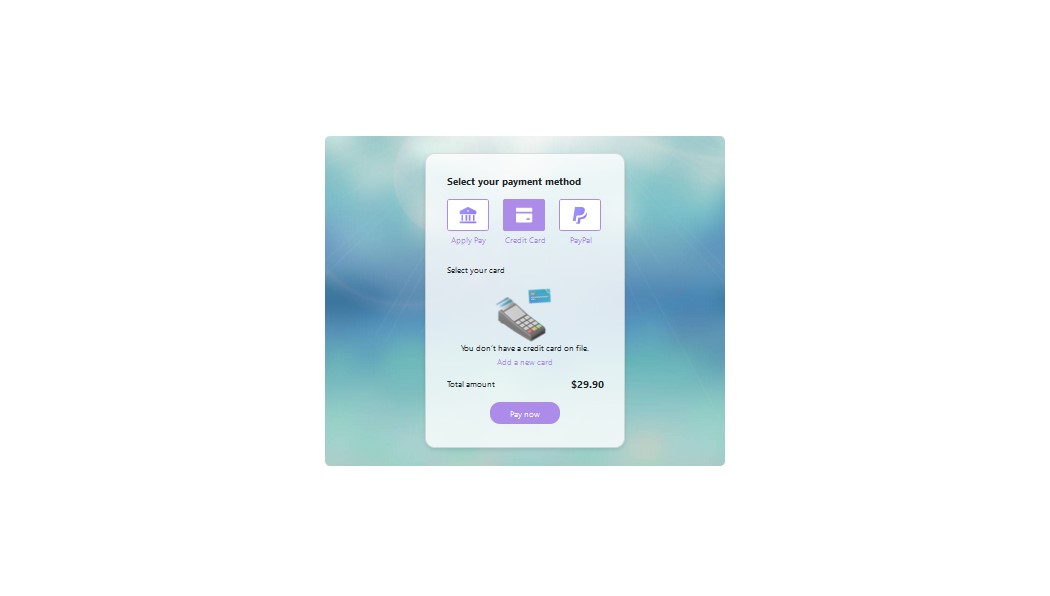 Select your payment method
Apply Pay
Credit Card
PayPal
Select your card
You don't have a credit card on file.
Add a new card
Total amount $29.90
Pay now